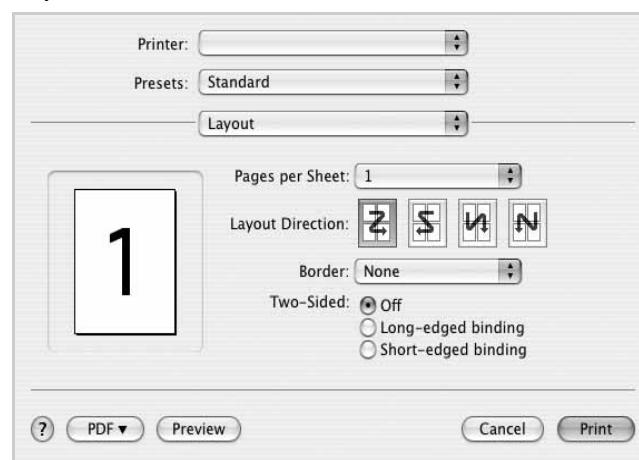 Printer:
Presets: Standard
Layout
Pages per Sheet: 1
Layout Direction:
Border: None
Two-Sided: Off
Long-edged binding
Short-edged binding
1
? PDF▼ Preview Cancel Print